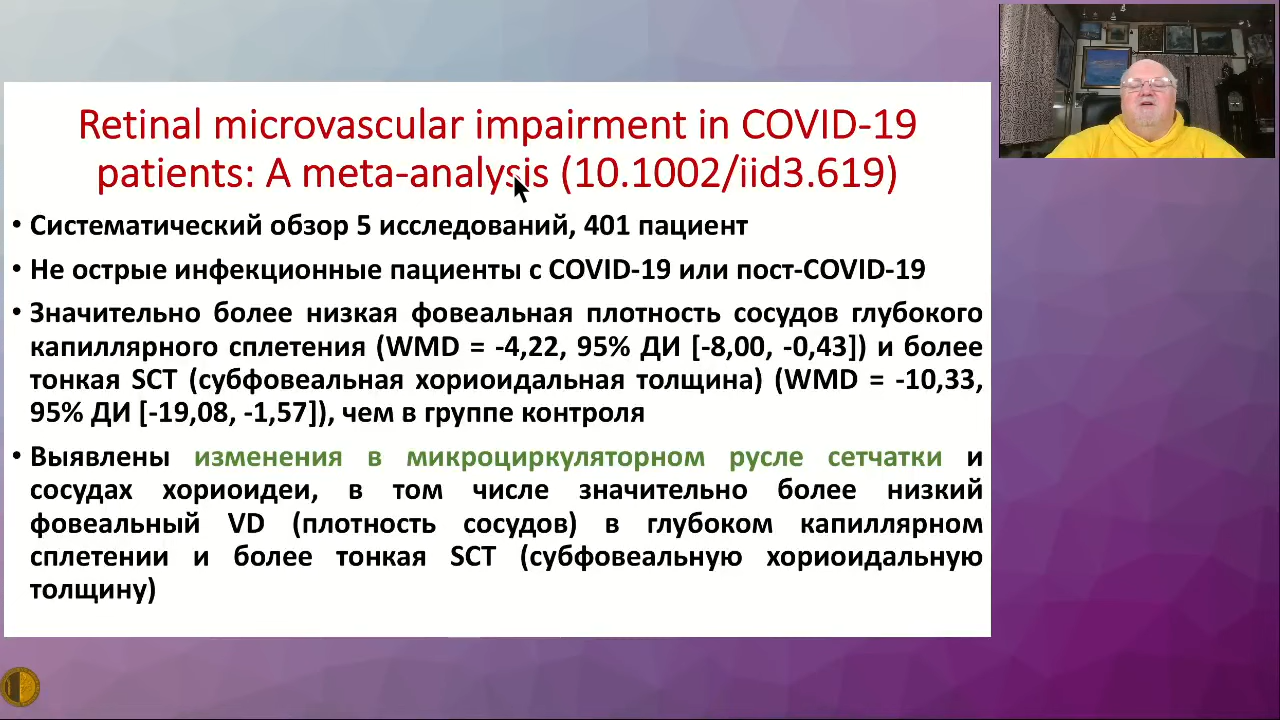 Retinal microvascular impairment in COVID-19
patients: A meta-analysis (10.1002/iid3.619)
• Систематический обзор 5 исследований, 401 пациент
• Не острые инфекционные пациенты с COVID-19 или пост-COVID-19
• Значительно более низкая фовеальная плотность сосудов глубокого
капиллярного сплетения (WMD = -4,22, 95% ДИ [-8,00, -0,43]) и более
тонкая SCT (субфовеальная хориоидальная толщина) (WMD = -10,33,
95% ДИ [-19,08, -1,57]), чем в группе контроля
• Выявлены изменения в микроциркуляторном русле сетчатки и
сосудах хориоидеи, в том числе значительно более низкий
фовеальный VD (плотность сосудов) в глубоком капиллярном
сплетении и более тонкая SCT (субфовеальную хориоидальную
толщину)